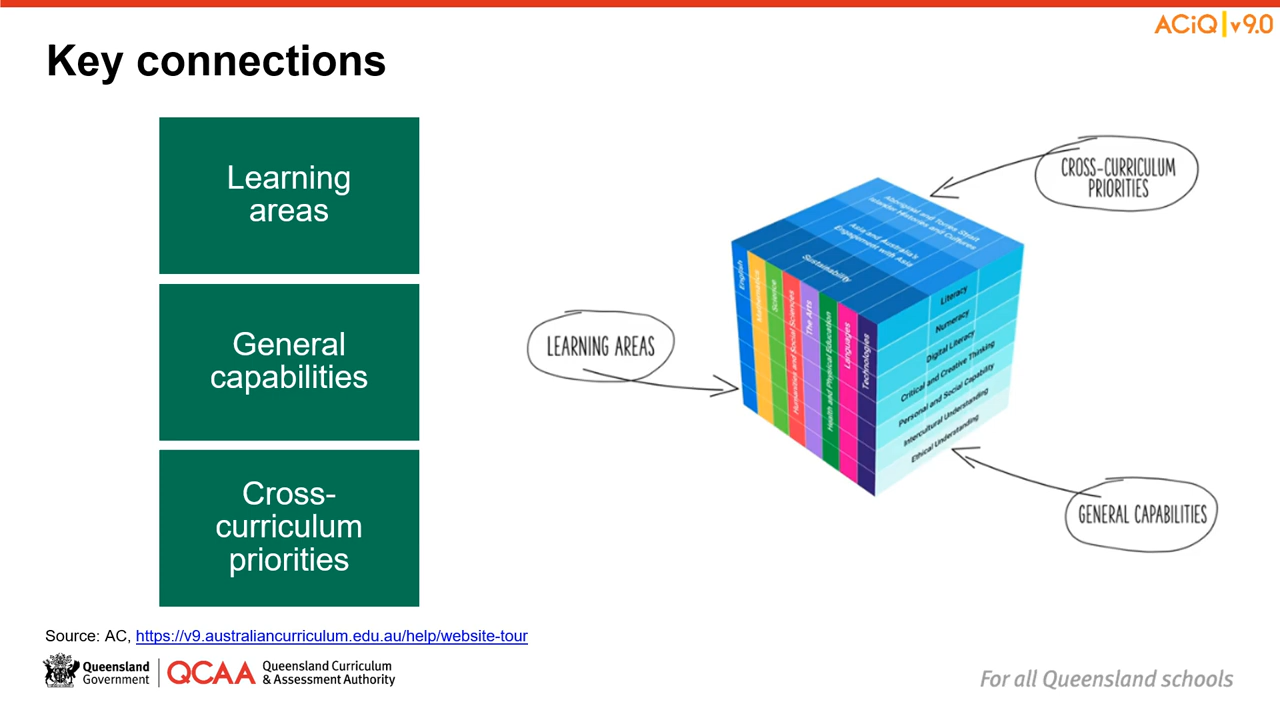 ACiQ v9.0
Key connections
Learning
areas
General
capabilities
Cross-
curriculum
priorities
CROSS-CURRICULUM
PRIORITIES
LEARNING AREAS
GENERAL CAPABILITIES
Aboriginal and Torres Strait
Islander Histories and Cultures
Asia and Australia's
Engagement with Asia
Sustainability
English
Mathematics
Science
Humanities and Social Sciences
The Arts
Health and Physical Education
Languages
Technologies
Literacy
Numeracy
Digital Literacy
Critical and Creative Thinking
Personal and Social Capability
Intercultural Understanding
Ethical Understanding
Source: AC, https://v9.australiancurriculum.edu.au/help/website-tour
Queensland
Government
QCAA
Queensland Curriculum
& Assessment Authority
For all Queensland schools